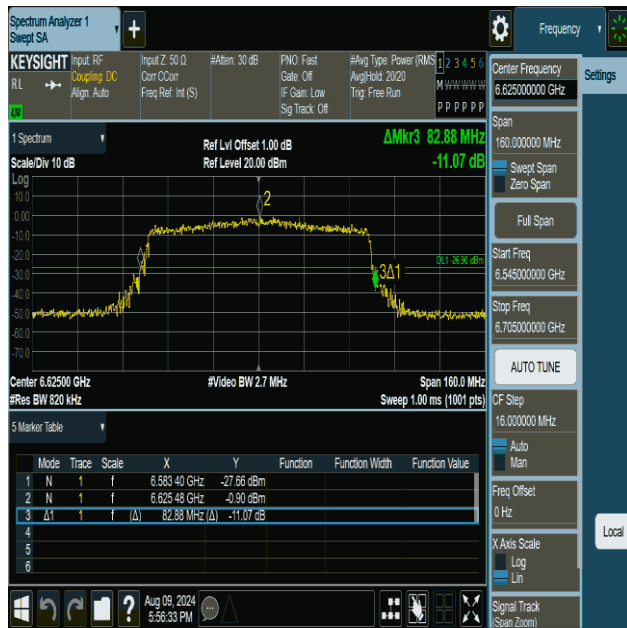 Spectrum Analyzer 1
Swept SA
Frequency
KEYSIGHT
RL
Input: RF
Coupling: DC
Align: Auto
Input Z: 50 Ω
Corr CCorr
Freq Ref: Int (S)
#Atten: 30 dB
PNO: Fast
Gate: Off
IF Gain: Low
Sig Track: Off
#Avg Type: Power (RMS
Avg|Hold: 20/20
Trig: Free Run
1 2 3 4 5 6
M W W W W W
P P P P P P
1 Spectrum
Scale/Div 10 dB
Ref Lvl Offset 1.00 dB
Ref Level 20.00 dBm
ΔMkr3 82.88 MHz
-11.07 dB
Log
10.0
0.00
-10.0
-20.0
-30.0
-40.0
-50.0
-60.0
-70.0
2
DL1 -26.90 dBm
3Δ1
Center 6.62500 GHz
#Video BW 2.7 MHz
Span 160.0 MHz
#Res BW 820 kHz
Sweep 1.00 ms (1001 pts)
5 Marker Table
Mode Trace Scale X Y Function Function Width Function Value
1 N 1 f 6.583 40 GHz -27.66 dBm
2 N 1 f 6.625 48 GHz -0.90 dBm
3 Δ1 1 f (Δ) 82.88 MHz (Δ) -11.07 dB
4
5
6
Aug 09, 2024
5:56:33 PM
Center Frequency
6.625000000 GHz
Settings
Span
160.000000 MHz
Swept Span
Zero Span
Full Span
Start Freq
6.545000000 GHz
Stop Freq
6.705000000 GHz
AUTO TUNE
CF Step
16.000000 MHz
Auto
Man
Freq Offset
0 Hz
Local
X Axis Scale
Log
Lin
Signal Track
(Span Zoom)